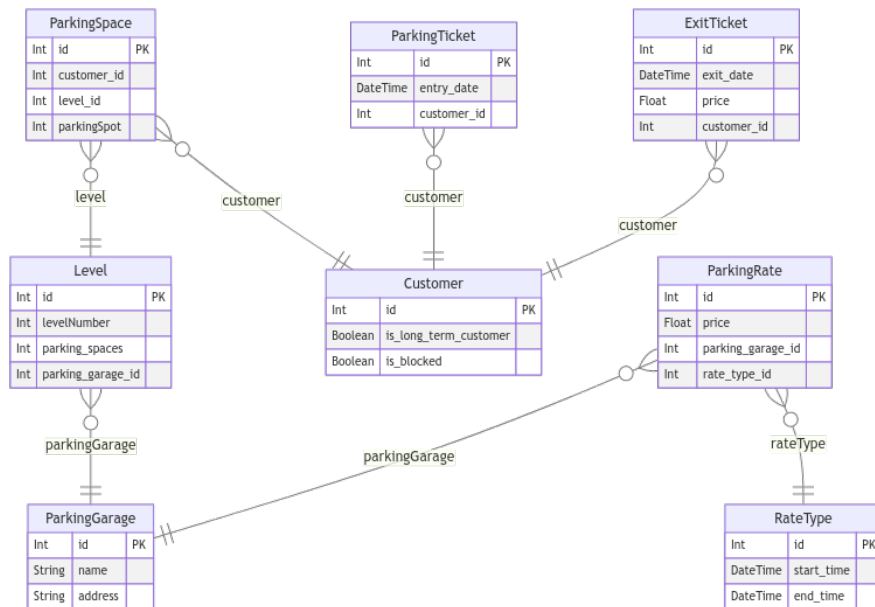 ParkingSpace
Int id PK
Int customer_id
Int level_id
Int parkingSpot
ParkingTicket
Int id PK
DateTime entry_date
Int customer_id
ExitTicket
Int id PK
DateTime exit_date
Float price
Int customer_id
level
customer
customer
customer
Level
Int id PK
Int levelNumber
Int parking_spaces
Int parking_garage_id
Customer
Int id PK
Boolean is_long_term_customer
Boolean is_blocked
ParkingRate
Int id PK
Float price
Int parking_garage_id
Int rate_type_id
parkingGarage
parkingGarage
rateType
ParkingGarage
Int id PK
String name
String address
RateType
Int id PK
DateTime start_time
DateTime end_time